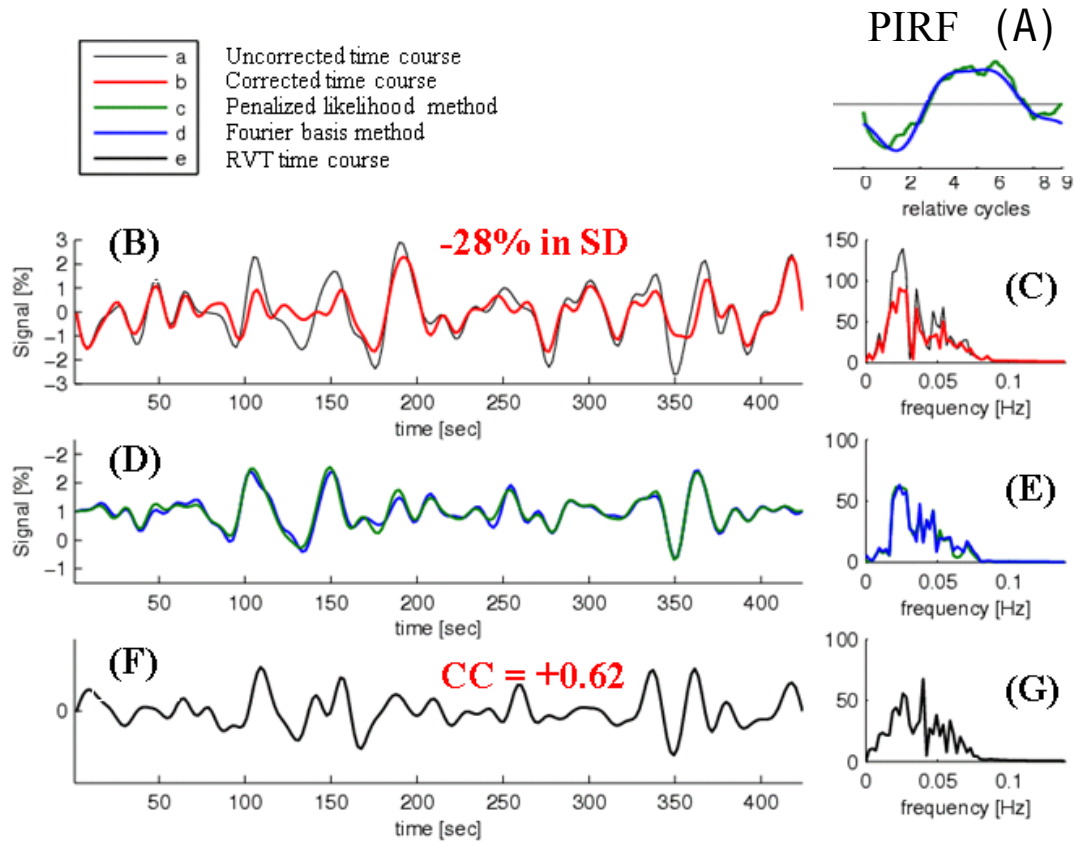 PIRF (A)
a Uncorrected time course
b Corrected time course
c Penalized likelihood method
d Fourier basis method
e RVT time course
0 2 4 6 8 9
relative cycles
(B)
-28% in SD
3
2
1
0
-1
-2
-3
Signal [%]
50 100 150 200 250 300 350 400
time [sec]
(C)
150
100
50
0
0 0.05 0.1
frequency [Hz]
(D)
-2
2
1
0
-1
Signal [%]
50 100 150 200 250 300 350 400
time [sec]
(E)
100
50
0
0 0.05 0.1
frequency [Hz]
(F)
CC = +0.62
0
50 100 150 200 250 300 350 400
time [sec]
(G)
100
50
0
0 0.05 0.1
frequency [Hz]